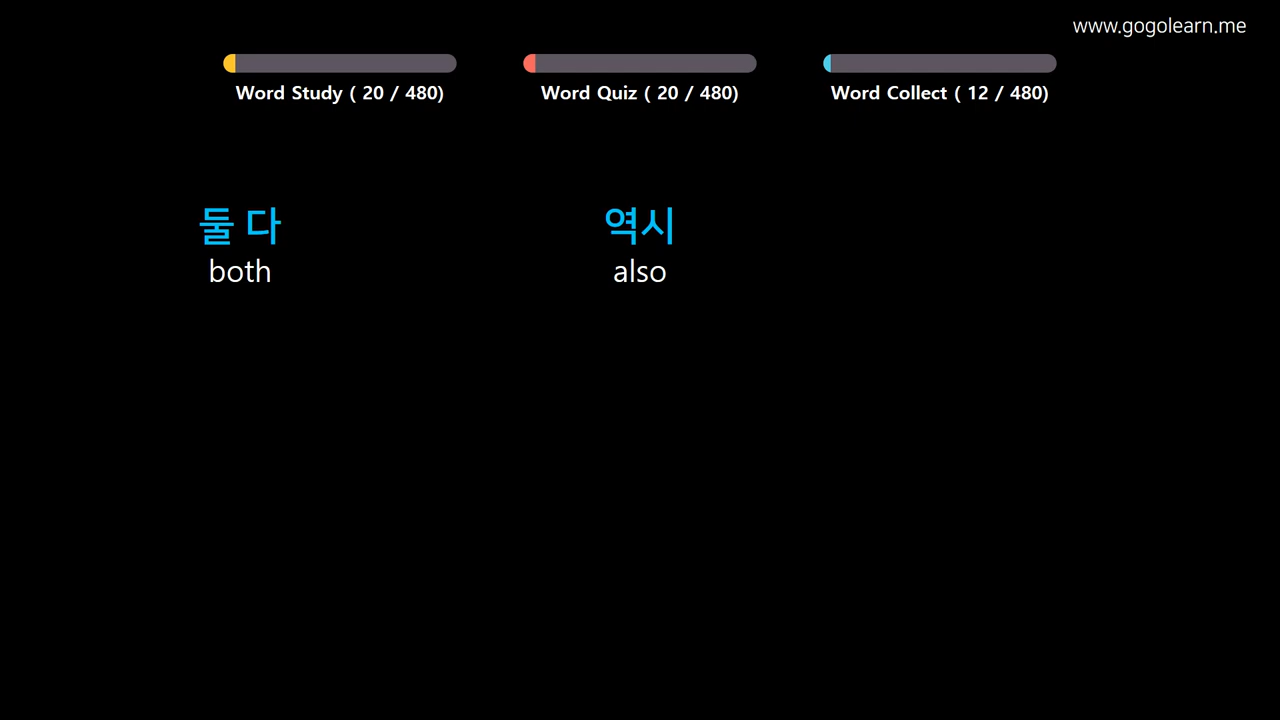 www.gogolearn.me
Word Study ( 20 / 480)
Word Quiz ( 20 / 480)
Word Collect ( 12 / 480)
둘 다
both
역시
also